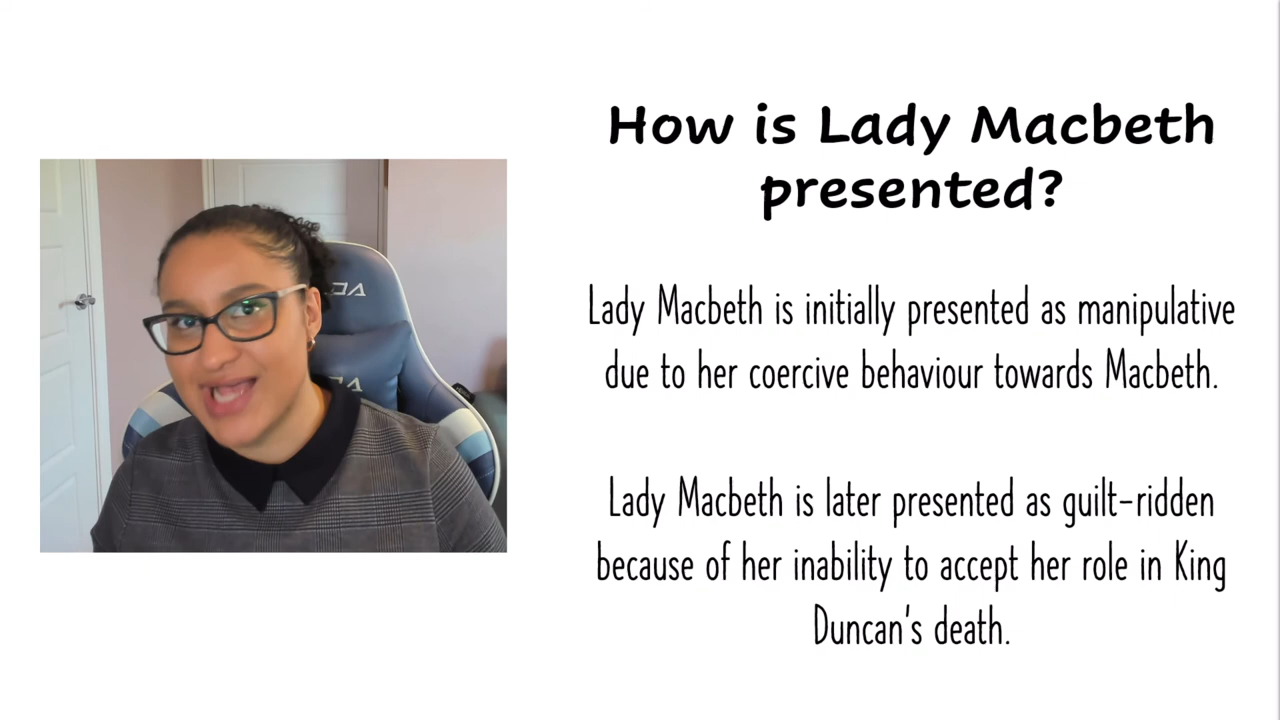 How is Lady Macbeth
presented?
Lady Macbeth is initially presented as manipulative
due to her coercive behaviour towards Macbeth.
Lady Macbeth is later presented as guilt-ridden
because of her inability to accept her role in King
Duncan's death.